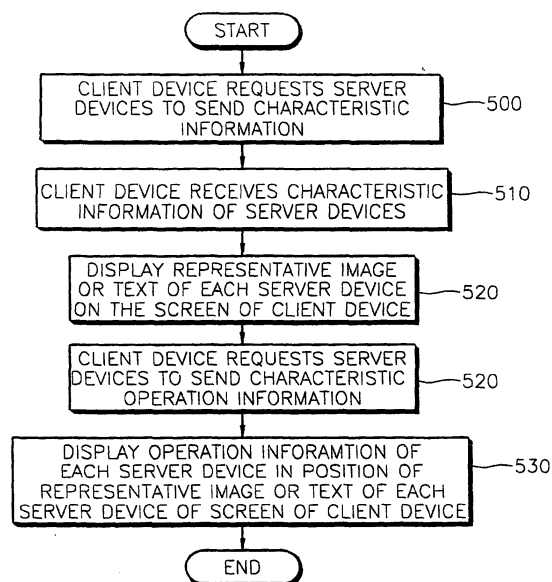 START
CLIENT DEVICE REQUESTS SERVER
DEVICES TO SEND CHARACTERISTIC
INFORMATION
500
CLIENT DEVICE RECEIVES CHARACTERISTIC
INFORMATION OF SERVER DEVICES
510
DISPLAY REPRESENTATIVE IMAGE
OR TEXT OF EACH SERVER DEVICE
ON THE SCREEN OF CLIENT DEVICE
520
CLIENT DEVICE REQUESTS SERVER
DEVICES TO SEND CHARACTERISTIC
OPERATION INFORMATION
520
DISPLAY OPERATION INFORAMTION OF
EACH SERVER DEVICE IN POSITION OF
REPRESENTATIVE IMAGE OR TEXT OF EACH
SERVER DEVICE OF SCREEN OF CLIENT DEVICE
530
END